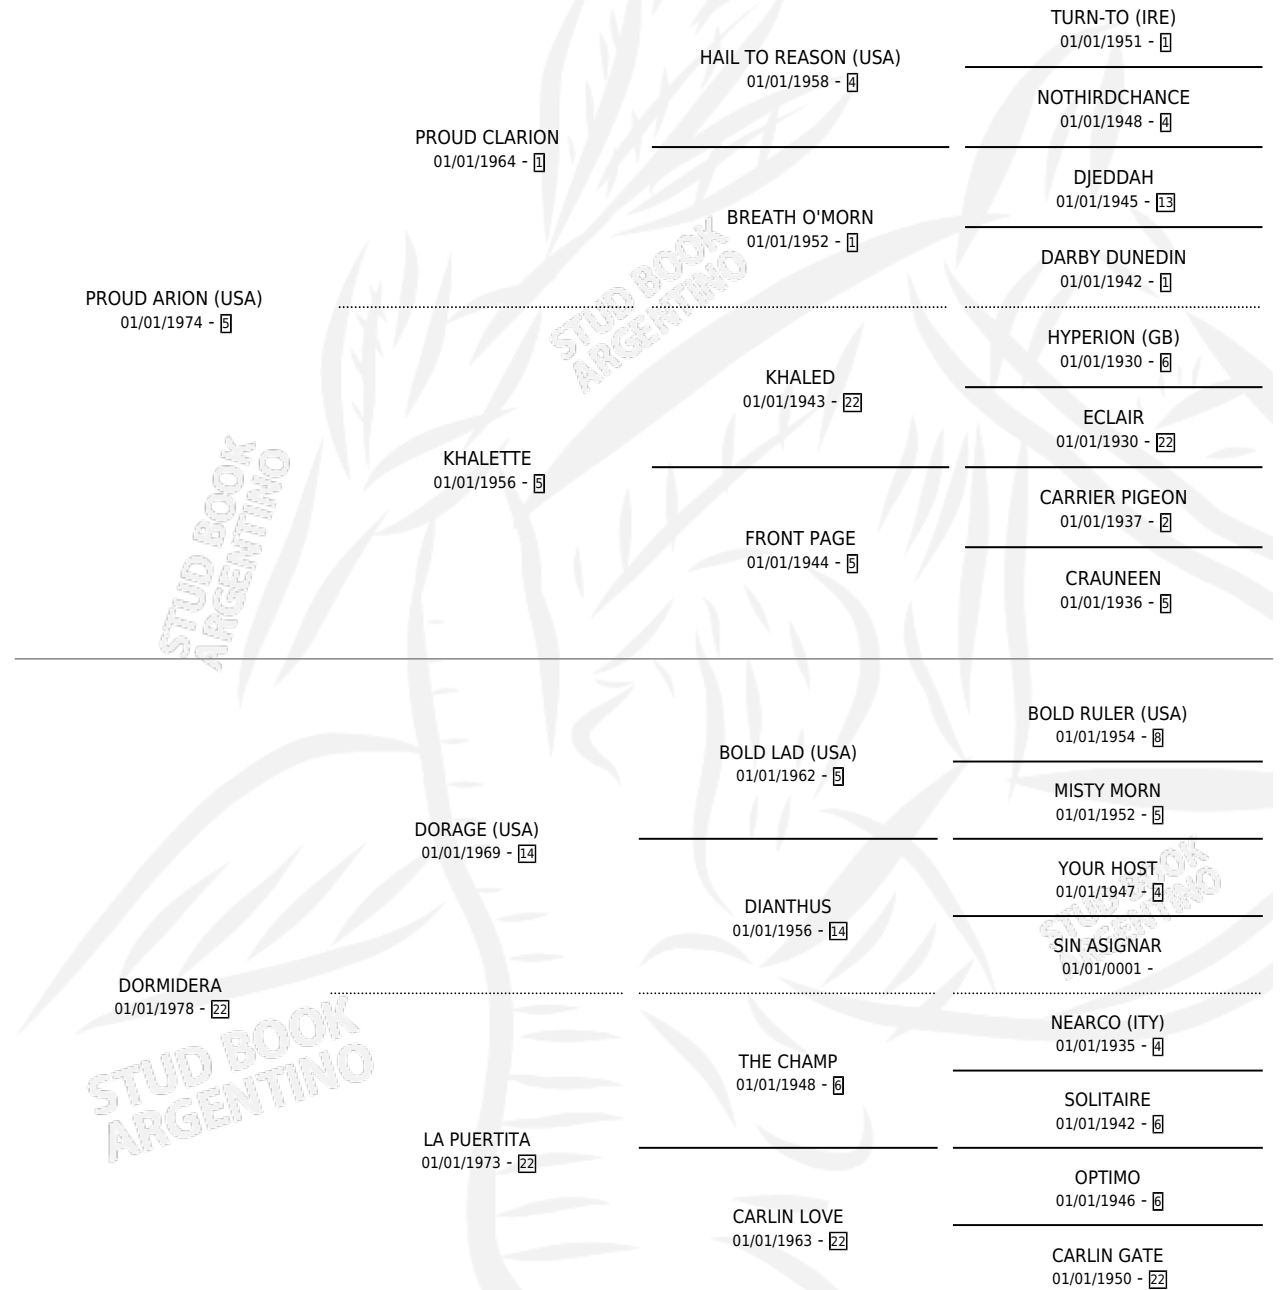 TURN-TO (IRE)
01/01/1951 - 1
HAIL TO REASON (USA)
01/01/1958 - 4
NOTHIRDCHANCE
01/01/1948 - 4
PROUD CLARION
01/01/1964 - 1
DJEDDAH
01/01/1945 - 13
BREATH O'MORN
01/01/1952 - 1
DARBY DUNEDIN
01/01/1942 - 1
PROUD ARION (USA)
01/01/1974 - 5
HYPERION (GB)
01/01/1930 - 6
KHALED
01/01/1943 - 22
ECLAIR
01/01/1930 - 22
KHALETTE
01/01/1956 - 5
CARRIER PIGEON
01/01/1937 - 2
FRONT PAGE
01/01/1944 - 5
CRAUNEEN
01/01/1936 - 5
STUD BOOK
ARGENTINO
STUD BOOK
ARGENTINO
BOLD RULER (USA)
01/01/1954 - 8
BOLD LAD (USA)
01/01/1962 - 5
MISTY MORN
01/01/1952 - 5
DORAGE (USA)
01/01/1969 - 14
YOUR HOST
01/01/1947 - 4
DIANTHUS
01/01/1956 - 14
SIN ASIGNAR
01/01/0001 -
DORMIDERA
01/01/1978 - 22
NEARCO (ITY)
01/01/1935 - 4
THE CHAMP
01/01/1948 - 6
SOLITAIRE
01/01/1942 - 6
LA PUERTITA
01/01/1973 - 22
OPTIMO
01/01/1946 - 6
CARLIN LOVE
01/01/1963 - 22
CARLIN GATE
01/01/1950 - 22
STUD BOOK
ARGENTINO
STUD BOOK
ARGENTINO